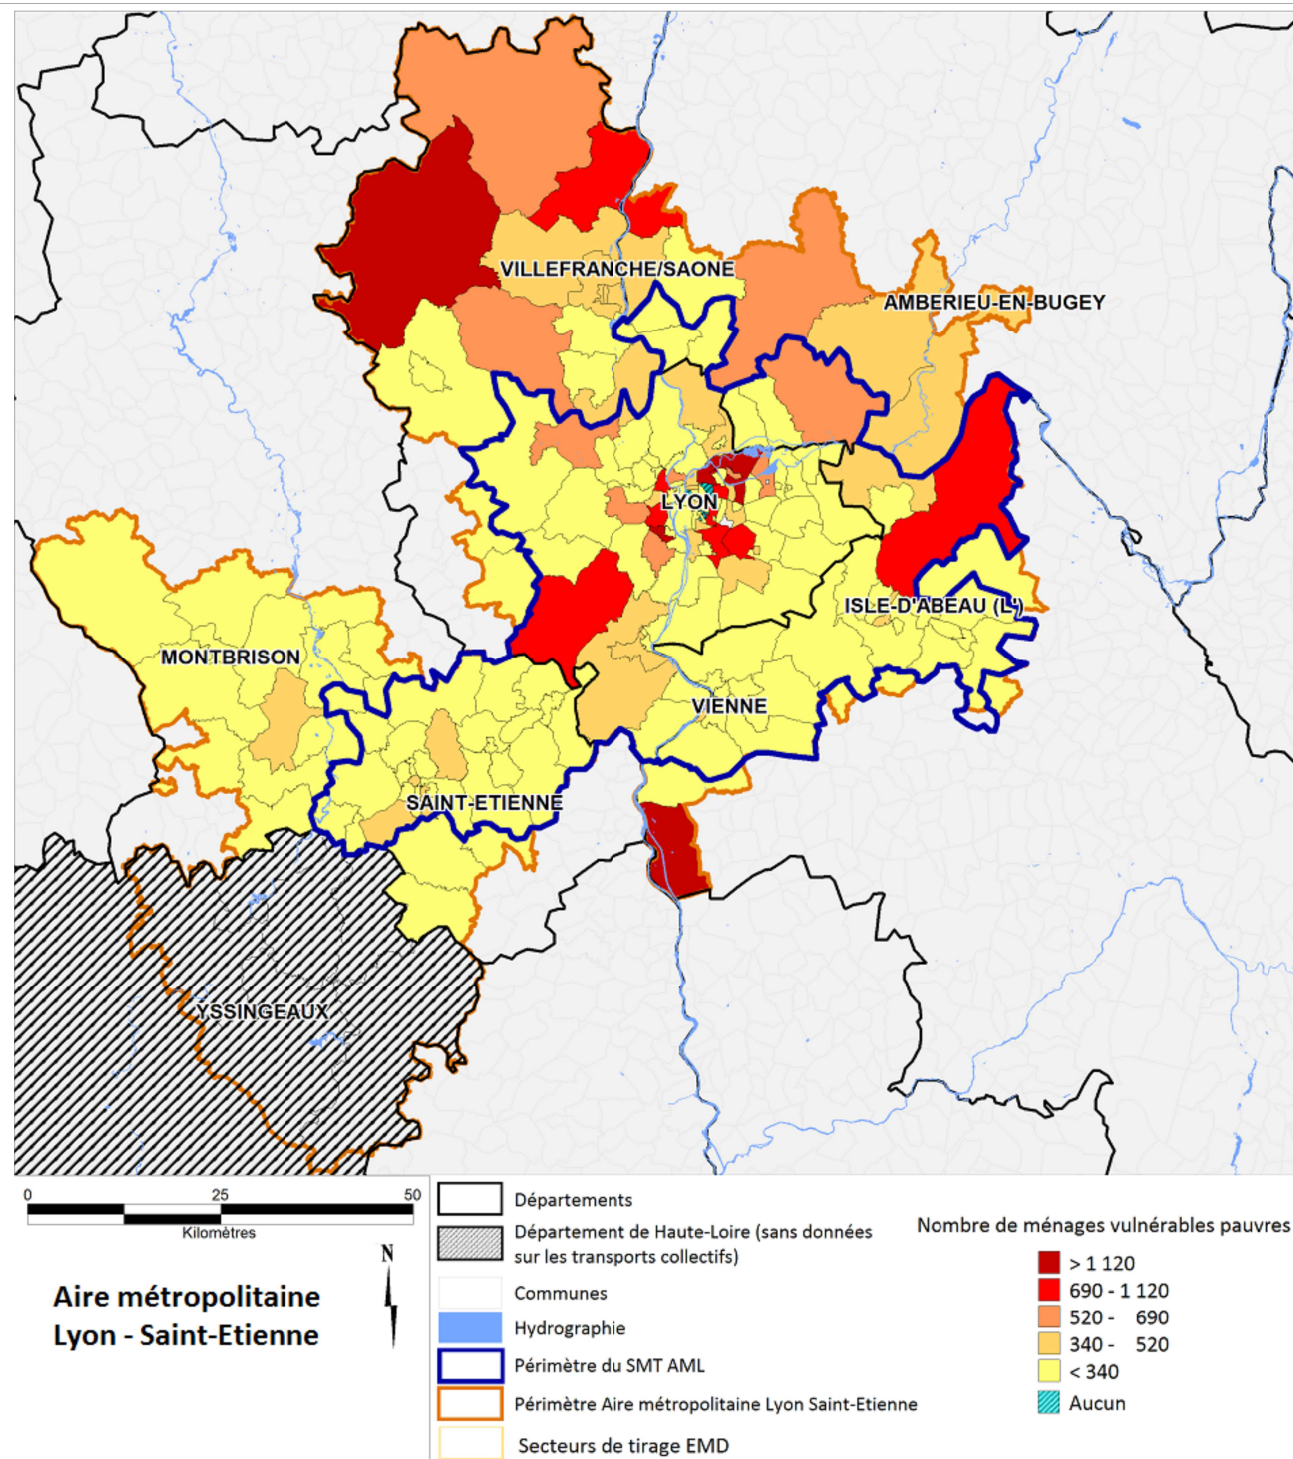 VILLEFRANCHE/SAONE
AMBERIEU-EN-BUGEY
LYON
ISLE-D'ABEAU (L')
MONTBRISON
VIENNE
SAINT-ETIENNE
YSSINGEAUX
0 25 50
Kilomètres
N
Aire métropolitaine
Lyon - Saint-Etienne
Départements
Département de Haute-Loire (sans données
sur les transports collectifs)
Communes
Hydrographie
Périmètre du SMT AML
Périmètre Aire métropolitaine Lyon Saint-Etienne
Secteurs de tirage EMD
Nombre de ménages vulnérables pauvres
> 1 120
690 - 1 120
520 - 690
340 - 520
< 340
Aucun